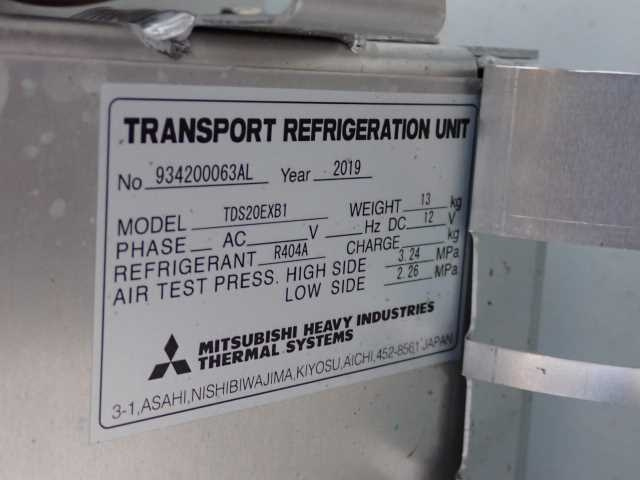 TRANSPORT REFRIGERATION UNIT
No 934200063AL Year 2019
MODEL TDS20EXB1 WEIGHT 13 kg
PHASE AC V Hz DC 12 V
REFRIGERANT R404A CHARGE kg
AIR TEST PRESS. HIGH SIDE 3.24 MPa
LOW SIDE 2.26 MPa
MITSUBISHI HEAVY INDUSTRIES
THERMAL SYSTEMS
3-1, ASAHI, NISHIBIWAJIMA, KIYOSU, AICHI, 452-8561 JAPAN